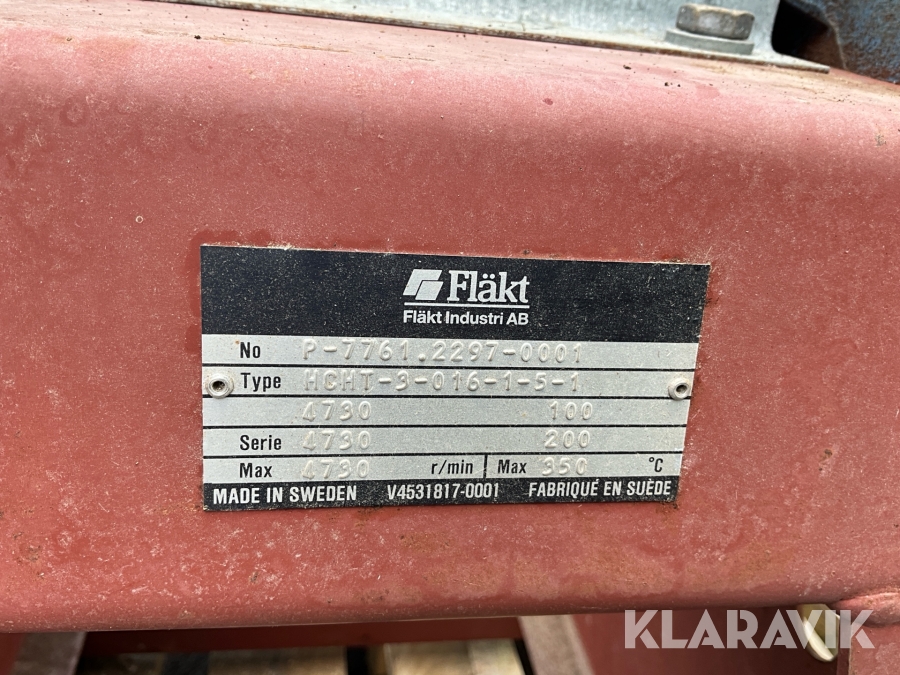 Fläkt
Fläkt Industri AB
No P-7761.2297-0001
Type HCHT-3-016-1-5-1
4730 100
Serie 4730 200
Max 4730 r/min Max 350 °C
MADE IN SWEDEN V4531817-0001 FABRIQUÉ EN SUÈDE
KLARAVIK